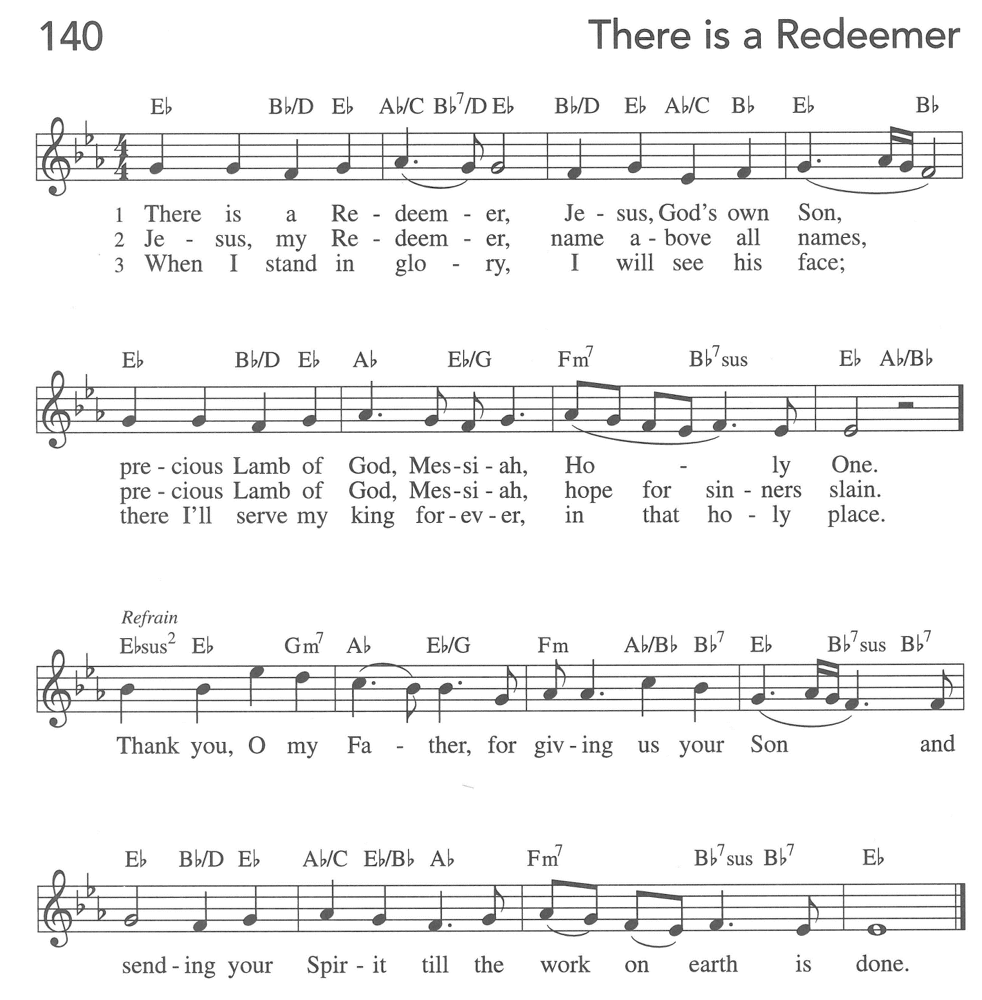 140 There is a Redeemer
E♭ B♭/D E♭ A♭/C B♭7/D E♭ B♭/D E♭ A♭/C B♭ E♭ B♭
1 There is a Re - deem - er, Je - sus, God's own Son,
2 Je - sus, my Re - deem - er, name a - bove all names,
3 When I stand in glo - ry, I will see his face;
E♭ B♭/D E♭ A♭ E♭/G Fm7 B♭7sus E♭ A♭/B♭
pre - cious Lamb of God, Mes - si - ah, Ho - ly One.
pre - cious Lamb of God, Mes - si - ah, hope for sin - ners slain.
there I'll serve my king for - ev - er, in that ho - ly place.
Refrain
E♭sus2 E♭ Gm7 A♭ E♭/G Fm A♭/B♭ B♭7 E♭ B♭7sus B♭7
Thank you, O my Fa - ther, for giv - ing us your Son and
E♭ B♭/D E♭ A♭/C E♭/B♭ A♭ Fm7 B♭7sus B♭7 E♭
send - ing your Spir - it till the work on earth is done.